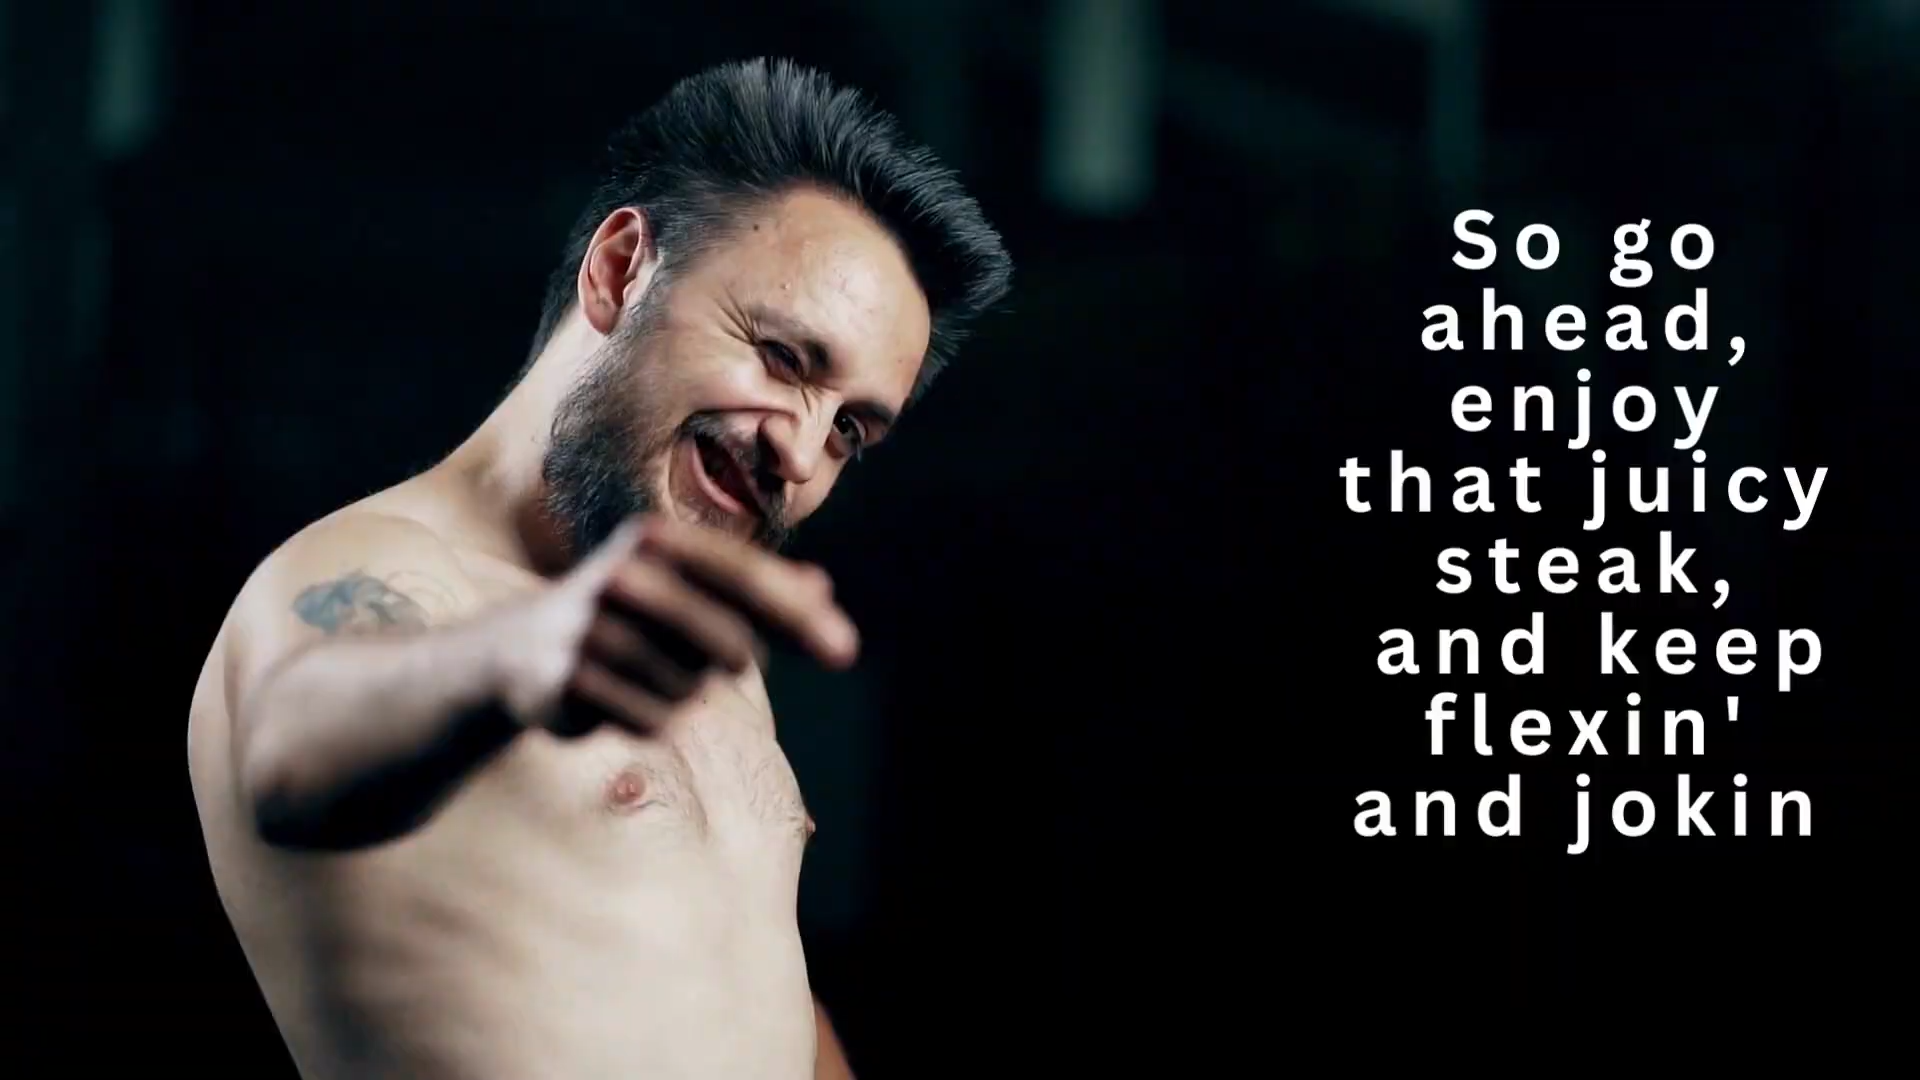 So go
ahead,
enjoy
that juicy
steak,
and keep
flexin'
and jokin